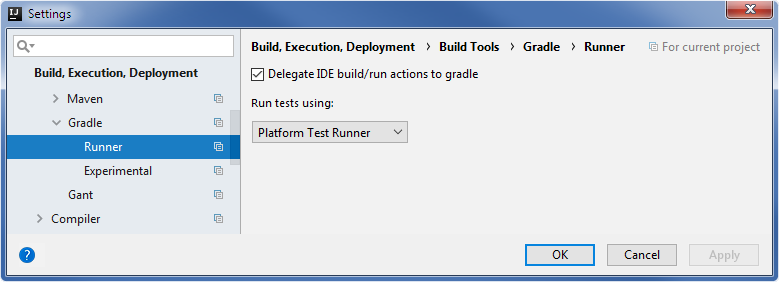 IJ Settings
Build, Execution, Deployment
Maven
Gradle
Runner
Experimental
Gant
Compiler
Build, Execution, Deployment › Build Tools › Gradle › Runner For current project
Delegate IDE build/run actions to gradle
Run tests using:
Platform Test Runner
? OK Cancel Apply